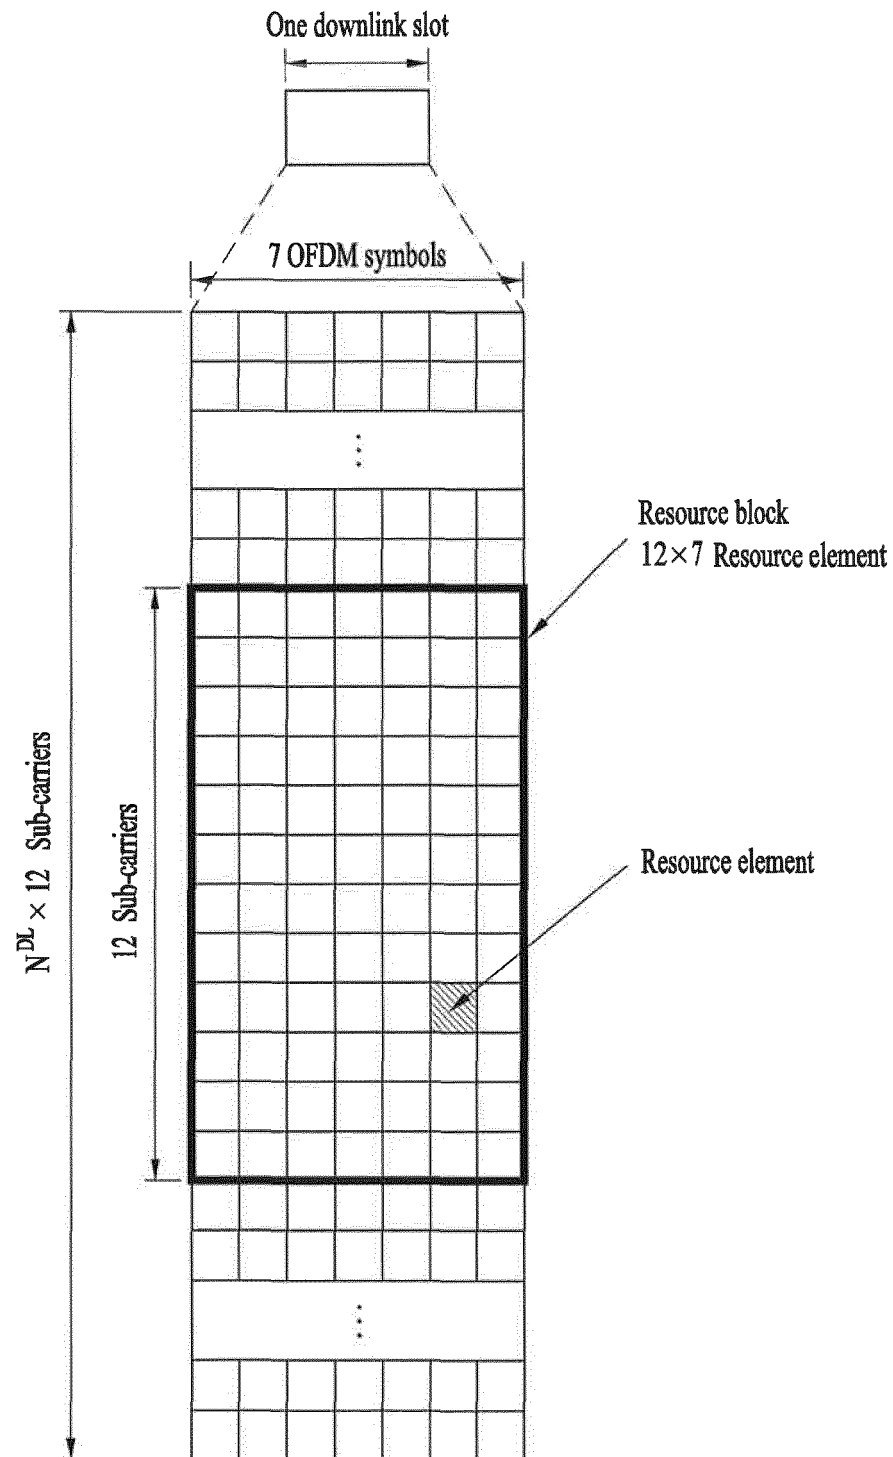 One downlink slot
7 OFDM symbols
Resource block
12×7 Resource element
N^DL × 12 Sub-carriers
12 Sub-carriers
Resource element